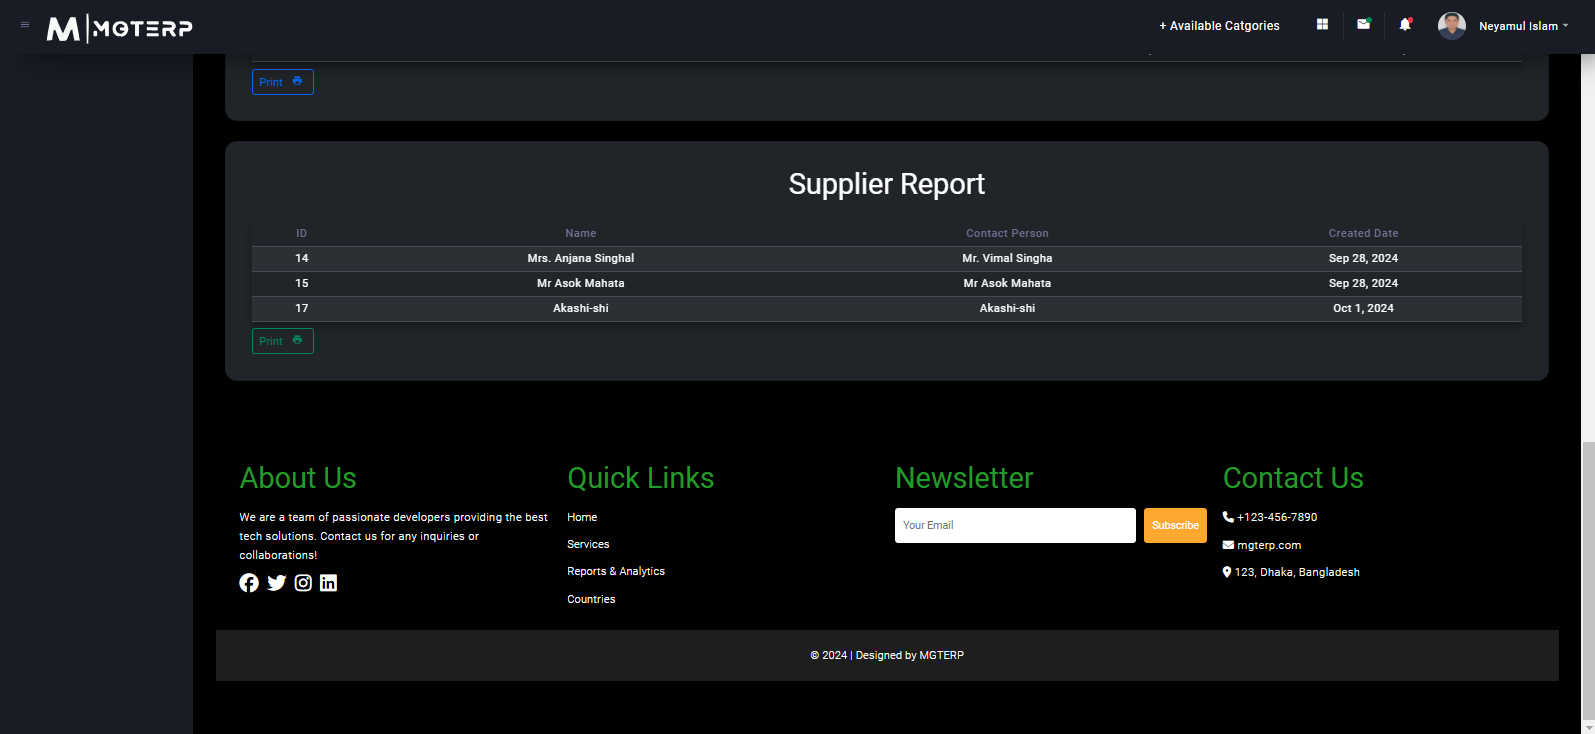 M|MGTERP
+ Available Catgories
Neyamul Islam
Print
Supplier Report
ID Name Contact Person Created Date
14 Mrs. Anjana Singhal Mr. Vimal Singha Sep 28, 2024
15 Mr Asok Mahata Mr Asok Mahata Sep 28, 2024
17 Akashi-shi Akashi-shi Oct 1, 2024
Print
About Us
We are a team of passionate developers providing the best
tech solutions. Contact us for any inquiries or
collaborations!
Quick Links
Home
Services
Reports & Analytics
Countries
Newsletter
Your Email
Subscribe
Contact Us
+123-456-7890
mgterp.com
123, Dhaka, Bangladesh
© 2024 | Designed by MGTERP